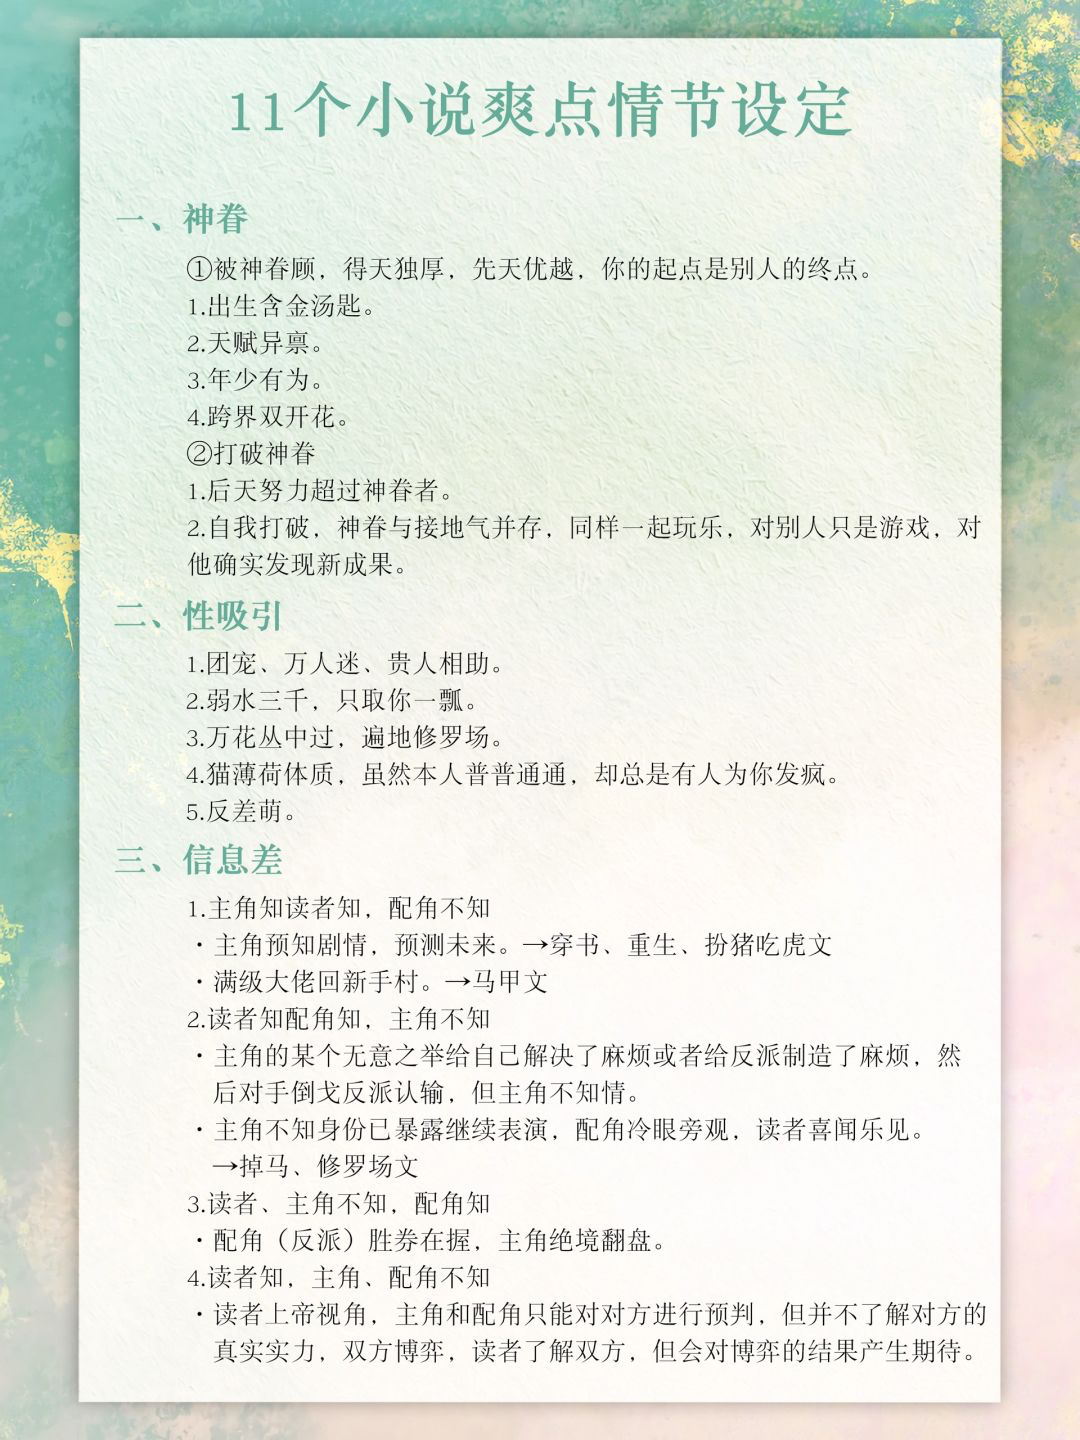 11个小说爽点情节设定
一、神眷
①被神眷顾，得天独厚，先天优越，你的起点是别人的终点。
1.出生含金汤匙。
2.天赋异禀。
3.年少有为。
4.跨界双开花。
②打破神眷
1.后天努力超过神眷者。
2.自我打破，神眷与接地气并存，同样一起玩乐，对别人只是游戏，对
他确实发现新成果。
二、性吸引
1.团宠、万人迷、贵人相助。
2.弱水三千，只取你一瓢。
3.万花丛中过，遍地修罗场。
4.猫薄荷体质，虽然本人普普通通，却总是有人为你发疯。
5.反差萌。
三、信息差
1.主角知读者知，配角不知
·主角预知剧情，预测未来。→穿书、重生、扮猪吃虎文
·满级大佬回新手村。→马甲文
2.读者知配角知，主角不知
·主角的某个无意之举给自己解决了麻烦或者给反派制造了麻烦，然
后对手倒戈反派认输，但主角不知情。
·主角不知身份已暴露继续表演，配角冷眼旁观，读者喜闻乐见。
→掉马、修罗场文
3.读者、主角不知，配角知
·配角（反派）胜券在握，主角绝境翻盘。
4.读者知，主角、配角不知
·读者上帝视角，主角和配角只能对对方进行预判，但并不了解对方的
真实实力，双方博弈，读者了解双方，但会对博弈的结果产生期待。